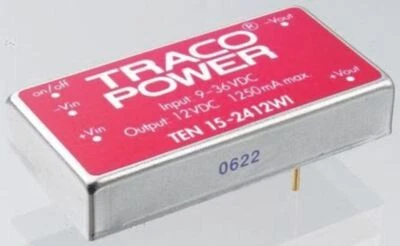 on/off
–Vin
+Vin
TRACO
POWER
®
–Vout
+Vout
Input 9-36VDC
Output: 12VDC 1250mA max.
TEN 15-2412WI
0622